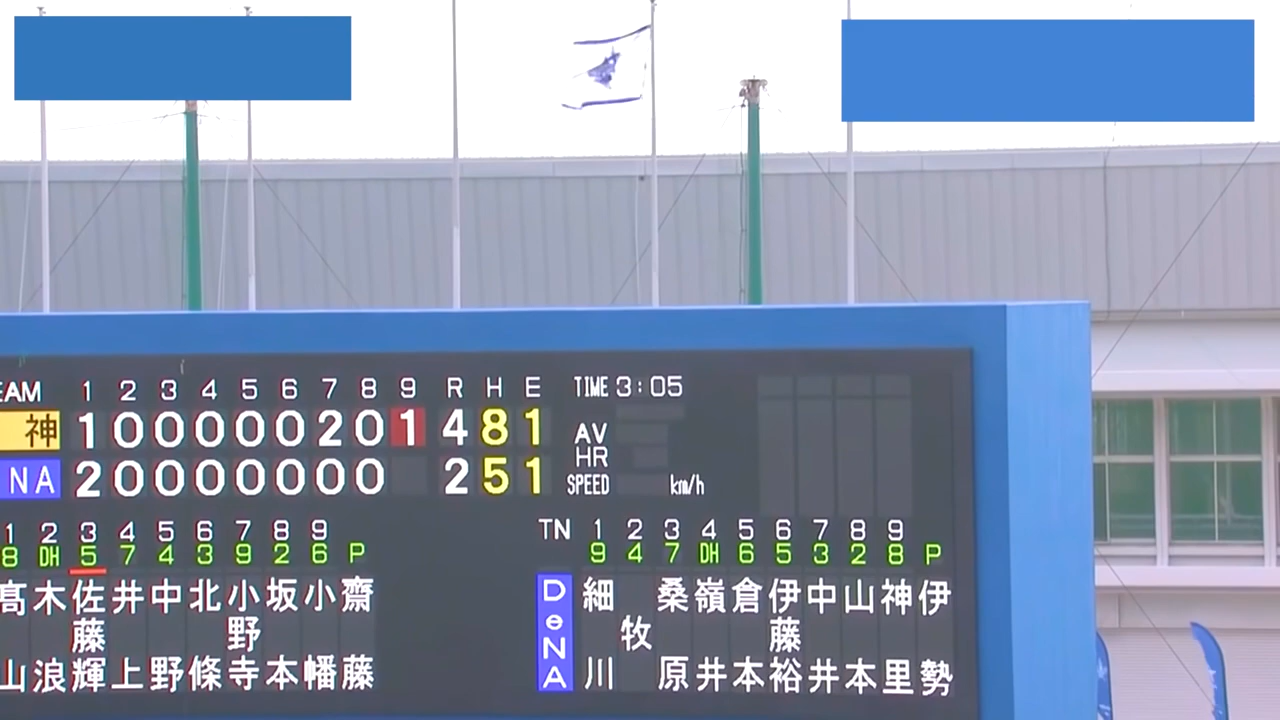 EAM 1 2 3 4 5 6 7 8 9 R H E TIME 3:05
神 1 0 0 0 0 0 2 0 1 4 8 1 AV
HR
NA 2 0 0 0 0 0 0 0 2 5 1 SPEED km/h
1 2 3 4 5 6 7 8 9 TN 1 2 3 4 5 6 7 8 9
8 DH 5 7 4 3 9 2 6 P 9 4 7 DH 6 5 3 2 8 P
髙山 木浪 佐藤輝 井上 中野 北條 小野寺 坂本 小幡 齋藤 DeNA 細川 牧 桑原 嶺井 倉本 伊藤裕 中井 山本 神里 伊勢